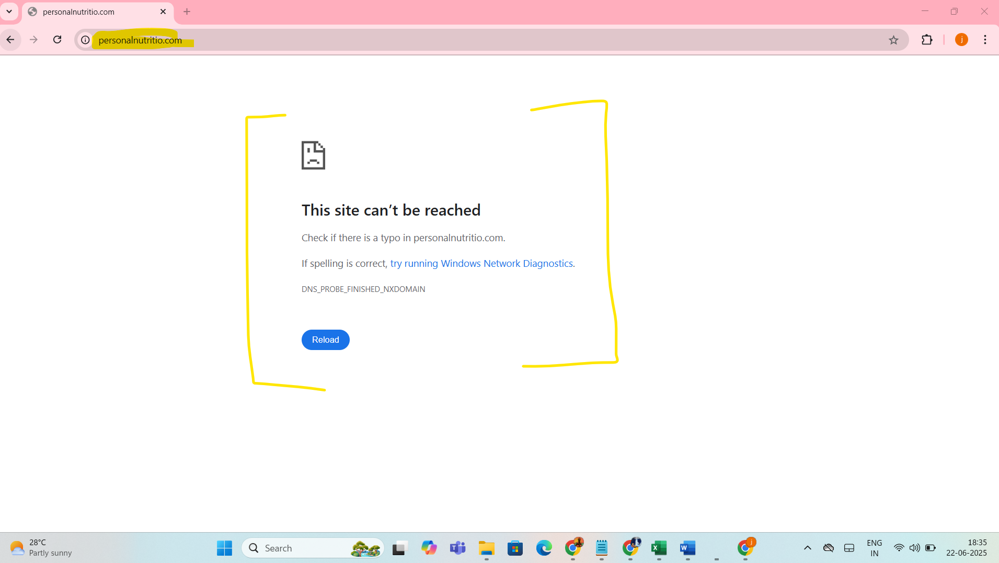 personalnutritio.com
personalnutritio.com
j
This site can’t be reached
Check if there is a typo in personalnutritio.com.
If spelling is correct, try running Windows Network Diagnostics.
DNS_PROBE_FINISHED_NXDOMAIN
Reload
28°C
Partly sunny
Search
T
X
W
j
ENG
IN
18:35
22-06-2025